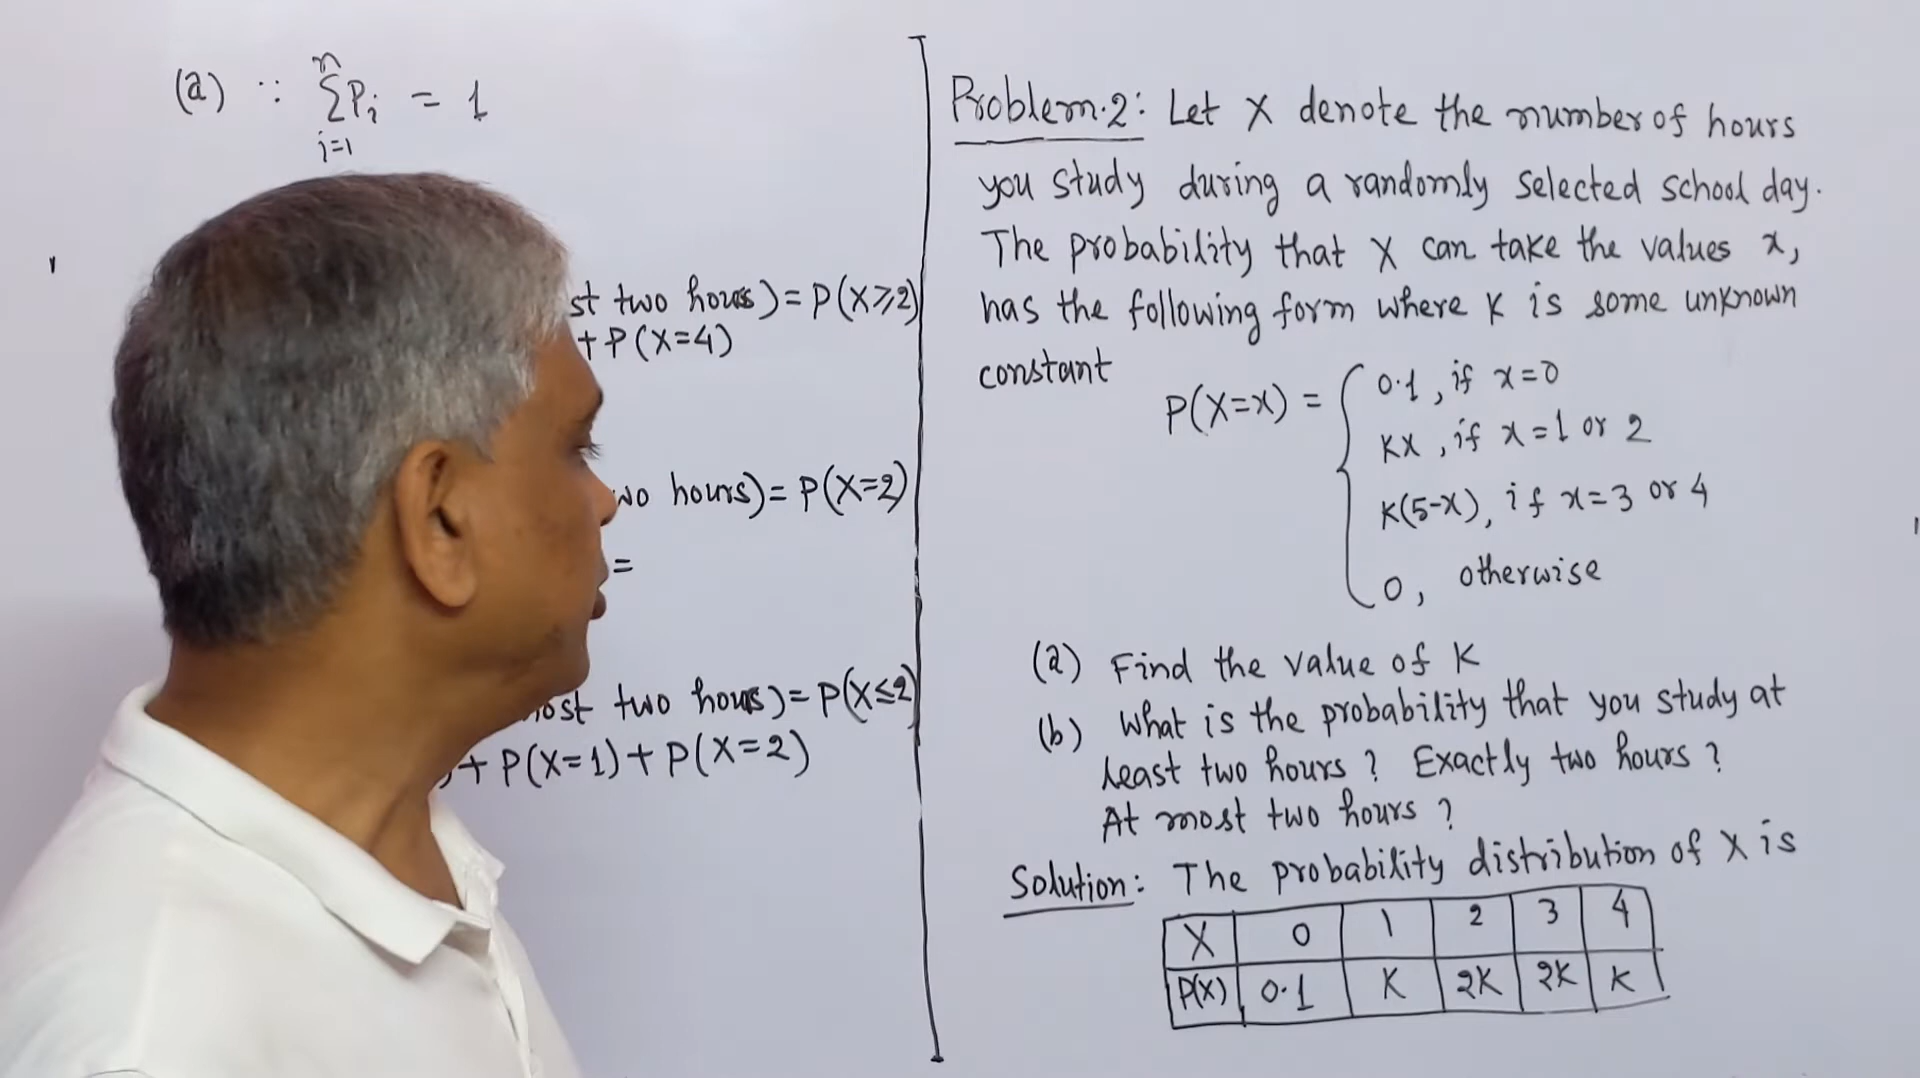 (a) ∵ n
∑Pᵢ = 1
i=1
two hours) = P(X⩾2)
+ P(X=4)
hours) = P(X=2)
=
two hours) = P(X≤2)
+ P(X=1) + P(X=2)
Problem.2: Let X denote the number of hours
you study during a randomly selected school day.
The probability that X can take the values x,
has the following form where K is some unknown
constant
P(X=x) = { 0.1, if x=0
Kx, if x=1 or 2
K(5-x), if x=3 or 4
0, otherwise
(a) Find the value of K
(b) What is the probability that you study at
least two hours? Exactly two hours?
At most two hours?
Solution: The probability distribution of X is
X 0 1 2 3 4
P(X) 0.1 K 2K 2K K